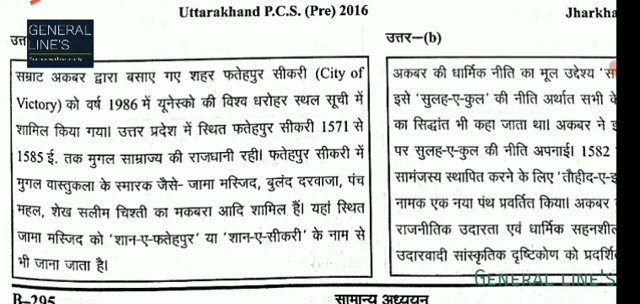 Uttarakhand P.C.S. (Pre) 2016
Jharkha
उत्त
GENERAL
LINE'S
उत्तर–(b)
सम्राट अकबर द्वारा बसाए गए शहर फतेहपुर सीकरी (City of
Victory) को वर्ष 1986 में यूनेस्को की विश्व धरोहर स्थल सूची में
शामिल किया गया। उत्तर प्रदेश में स्थित फतेहपुर सीकरी 1571 से
1585 ई. तक मुगल साम्राज्य की राजधानी रही। फतेहपुर सीकरी में
मुगल वास्तुकला के स्मारक जैसे- जामा मस्जिद, बुलंद दरवाजा, पंच
महल, शेख सलीम चिश्ती का मकबरा आदि शामिल हैं। यहां स्थित
जामा मस्जिद को 'शान-ए-फतेहपुर' या 'शान-ए-सीकरी' के नाम से
भी जाना जाता है।
अकबर की धार्मिक नीति का मूल उद्देश्य 'स
इसे 'सुलह-ए-कुल' की नीति अर्थात सभी के
का सिद्धांत भी कहा जाता था। अकबर ने इ
पर सुलह-ए-कुल की नीति अपनाई। 1582
सामंजस्य स्थापित करने के लिए 'तौहीद-ए-इ
नामक एक नया पंथ प्रवर्तित किया। अकबर
राजनीतिक उदारता एवं धार्मिक सहनशील
उदारवादी सांस्कृतिक दृष्टिकोण को प्रदर्शि
GENERAL LINE'S
B–295
सामान्य अध्ययन